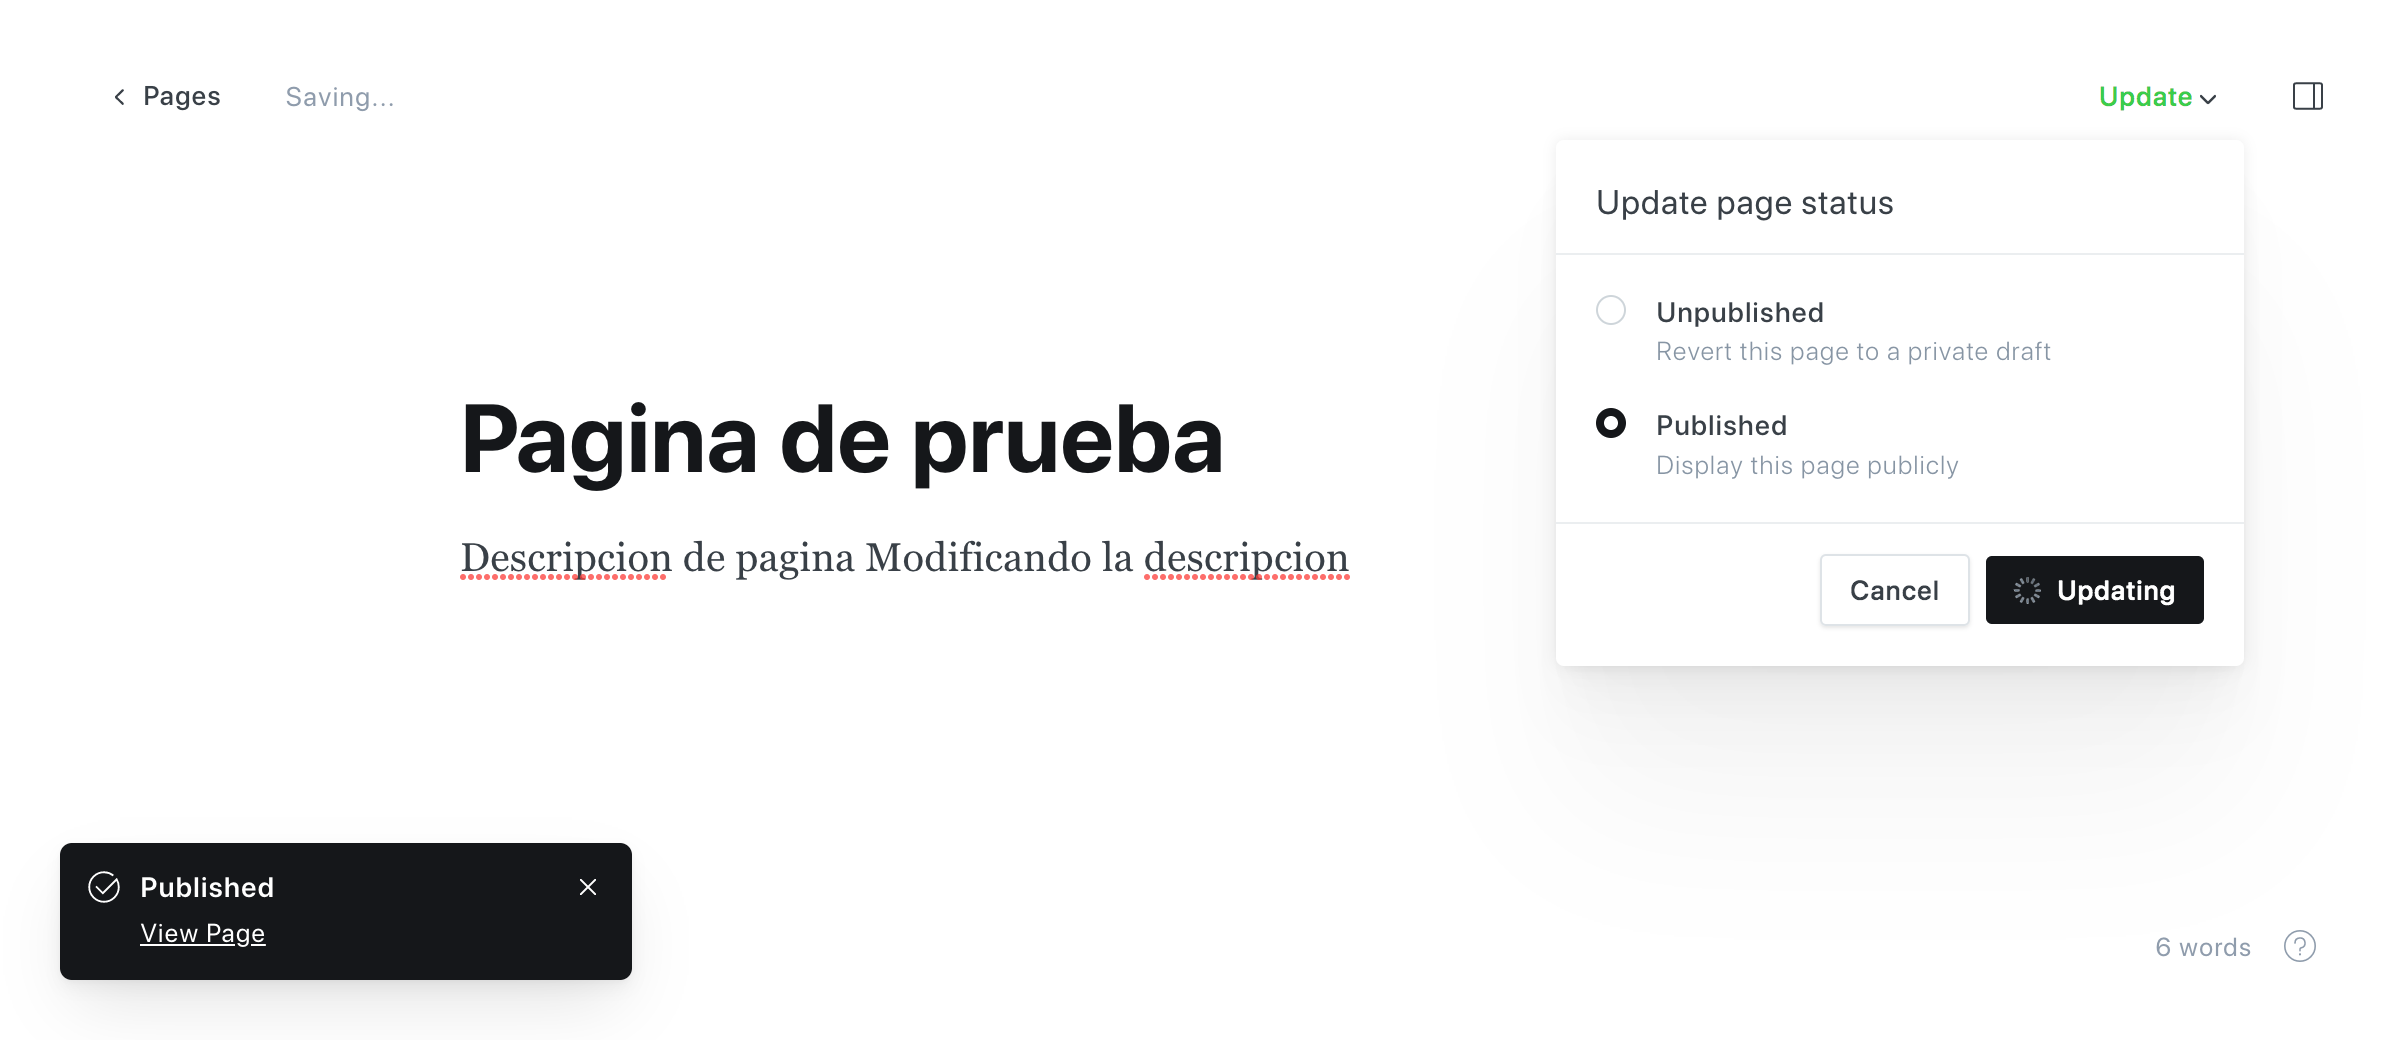 Pages
Saving...
Update
Update page status
Unpublished
Revert this page to a private draft
Published
Display this page publicly
Cancel
Updating
Pagina de prueba
Descripcion de pagina Modificando la descripcion
Published
View Page
6 words
?